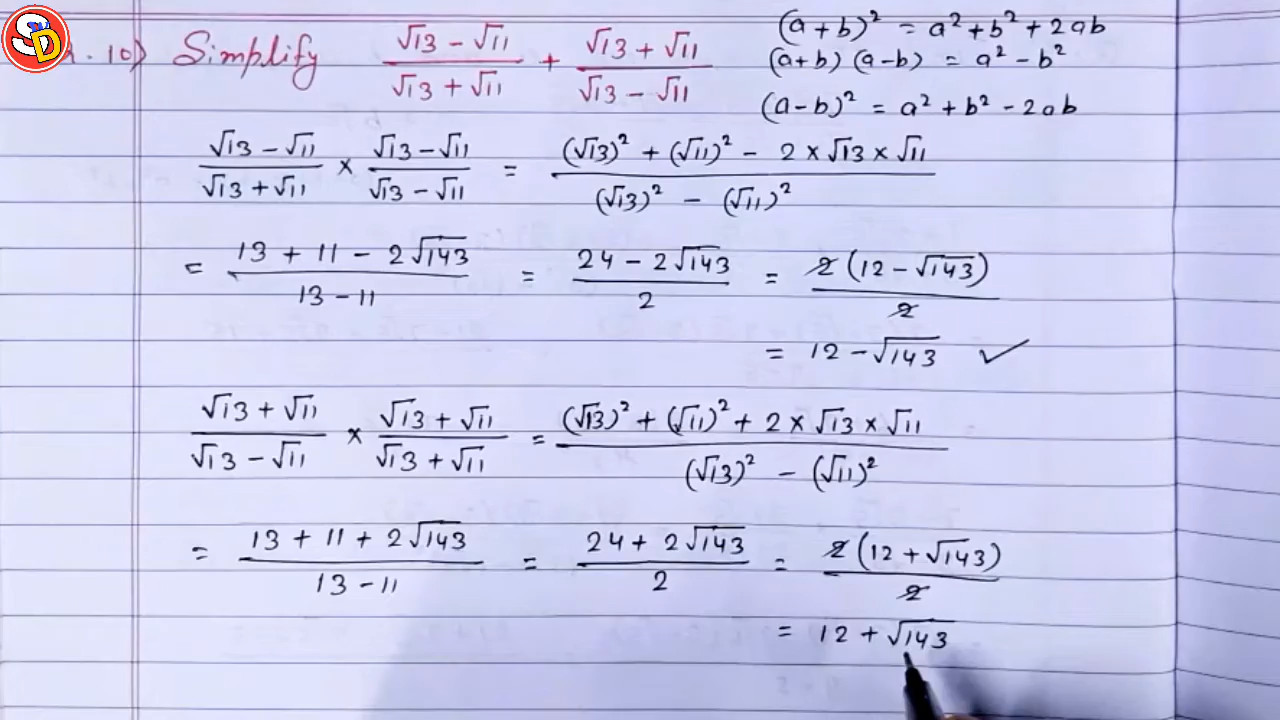 SD
Q. 10) Simplify (√13 − √11)/(√13 + √11) + (√13 + √11)/(√13 − √11)
(a + b)² = a² + b² + 2ab
(a+b) (a−b) = a² − b²
(a−b)² = a² + b² − 2ab
(√13 − √11)/(√13 + √11) × (√13 − √11)/(√13 − √11) = ((√13)² + (√11)² − 2 × √13 × √11)/((√13)² − (√11)²)
= (13 + 11 − 2√143)/(13 − 11) = (24 − 2√143)/2 = 2(12 − √143)/2
= 12 − √143 ✓
(√13 + √11)/(√13 − √11) × (√13 + √11)/(√13 + √11) = ((√13)² + (√11)² + 2 × √13 × √11)/((√13)² − (√11)²)
= (13 + 11 + 2√143)/(13 − 11) = (24 + 2√143)/2 = 2(12 + √143)/2
= 12 + √143